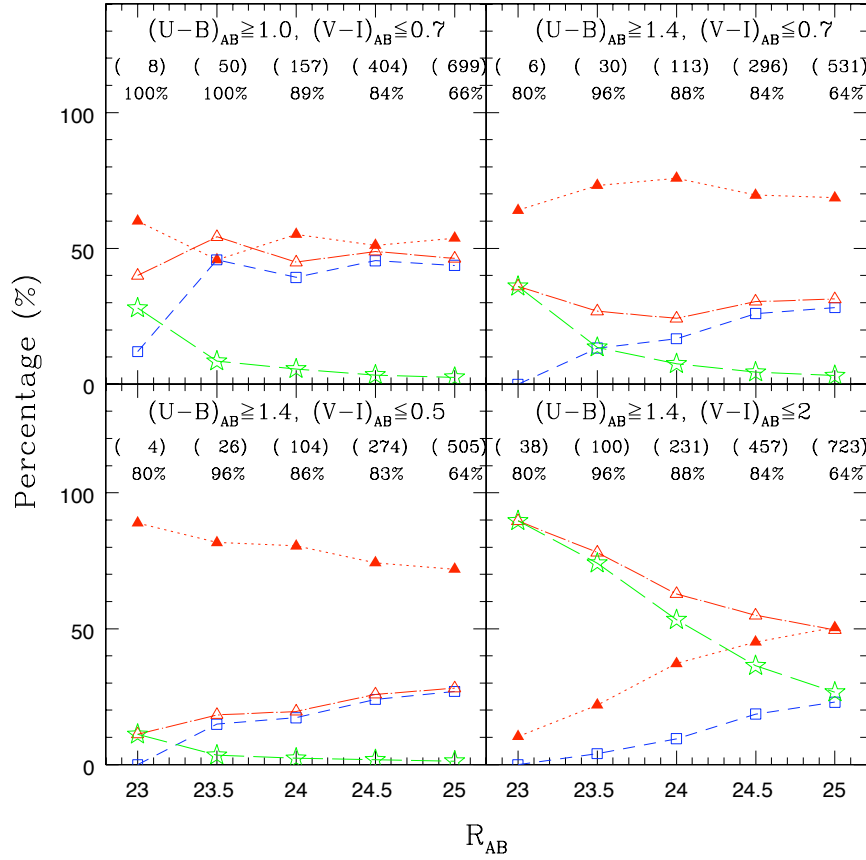 (U−B)AB≧1.0, (V−I)AB≦0.7
( 8) ( 50) ( 157) ( 404) ( 699)
100% 100% 89% 84% 66%
(U−B)AB≧1.4, (V−I)AB≦0.7
( 6) ( 30) ( 113) ( 296) ( 531)
80% 96% 88% 84% 64%
100
50
0
(U−B)AB≧1.4, (V−I)AB≦0.5
( 4) ( 26) ( 104) ( 274) ( 505)
80% 96% 86% 83% 64%
(U−B)AB≧1.4, (V−I)AB≦2
( 38) ( 100) ( 231) ( 457) ( 723)
80% 96% 88% 84% 64%
100
50
0
Percentage (%)
23 23.5 24 24.5 25
23 23.5 24 24.5 25
RAB